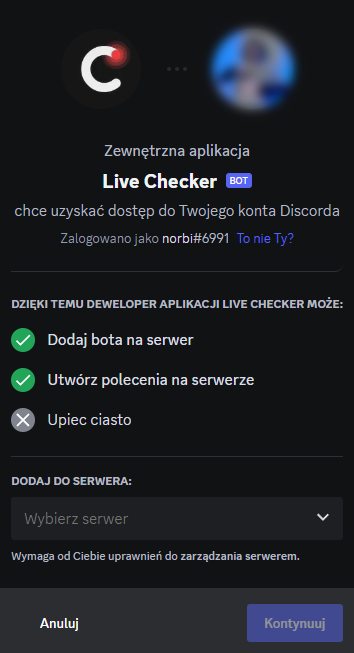 Zewnętrzna aplikacja
Live Checker BOT
chce uzyskać dostęp do Twojego konta Discorda
Zalogowano jako norbi#6991 To nie Ty?
DZIĘKI TEMU DEWELOPER APLIKACJI LIVE CHECKER MOŻE:
Dodaj bota na serwer
Utwórz polecenia na serwerze
Upiec ciasto
DODAJ DO SERWERA:
Wybierz serwer
Wymaga od Ciebie uprawnień do zarządzania serwerem.
Anuluj Kontynuuj